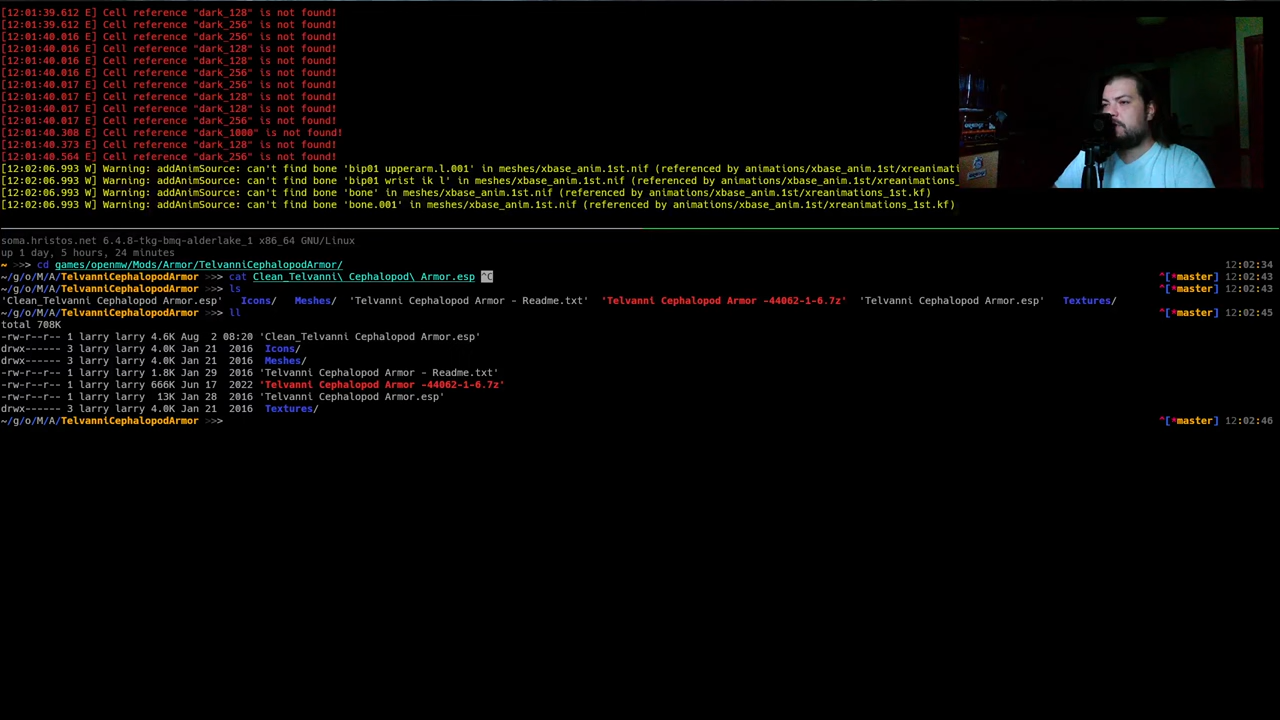 [12:01:39.612 E] Cell reference "dark_128" is not found!
[12:01:39.612 E] Cell reference "dark_256" is not found!
[12:01:40.016 E] Cell reference "dark_256" is not found!
[12:01:40.016 E] Cell reference "dark_128" is not found!
[12:01:40.016 E] Cell reference "dark_128" is not found!
[12:01:40.016 E] Cell reference "dark_256" is not found!
[12:01:40.017 E] Cell reference "dark_256" is not found!
[12:01:40.017 E] Cell reference "dark_128" is not found!
[12:01:40.017 E] Cell reference "dark_128" is not found!
[12:01:40.017 E] Cell reference "dark_256" is not found!
[12:01:40.308 E] Cell reference "dark_1000" is not found!
[12:01:40.373 E] Cell reference "dark_128" is not found!
[12:01:40.564 E] Cell reference "dark_256" is not found!
[12:02:06.993 W] Warning: addAnimSource: can't find bone 'bip01 upperarm.l.001' in meshes/xbase_anim.1st.nif (referenced by animations/xbase_anim.1st/xreanimati
[12:02:06.993 W] Warning: addAnimSource: can't find bone 'bip01 wrist ik l' in meshes/xbase_anim.1st.nif (referenced by animations/xbase_anim.1st/xreanimations_
[12:02:06.993 W] Warning: addAnimSource: can't find bone 'bone' in meshes/xbase_anim.1st.nif (referenced by animations/xbase_anim.1st/xreanimations_1st.kf)
[12:02:06.993 W] Warning: addAnimSource: can't find bone 'bone.001' in meshes/xbase_anim.1st.nif (referenced by animations/xbase_anim.1st/xreanimations_1st.kf)
soma.hristos.net 6.4.8-tkg-bmq-alderlake_1 x86_64 GNU/Linux
up 1 day, 5 hours, 24 minutes
~ >>> cd games/openmw/Mods/Armor/TelvanniCephalopodArmor/ 12:02:34
~/g/o/M/A/TelvanniCephalopodArmor >>> cat Clean_Telvanni\ Cephalopod\ Armor.esp ^C ^[*master] 12:02:43
~/g/o/M/A/TelvanniCephalopodArmor >>> ls ^[*master] 12:02:43
'Clean_Telvanni Cephalopod Armor.esp' Icons/ Meshes/ 'Telvanni Cephalopod Armor - Readme.txt' 'Telvanni Cephalopod Armor -44062-1-6.7z' 'Telvanni Cephalopod Armor.esp' Textures/
~/g/o/M/A/TelvanniCephalopodArmor >>> ll ^[*master] 12:02:45
total 708K
-rw-r--r-- 1 larry larry 4.6K Aug 2 08:20 'Clean_Telvanni Cephalopod Armor.esp'
drwx------ 3 larry larry 4.0K Jan 21 2016 Icons/
drwx------ 3 larry larry 4.0K Jan 21 2016 Meshes/
-rw-r--r-- 1 larry larry 1.8K Jan 29 2016 'Telvanni Cephalopod Armor - Readme.txt'
-rw-r--r-- 1 larry larry 666K Jun 17 2022 'Telvanni Cephalopod Armor -44062-1-6.7z'
-rw-r--r-- 1 larry larry 13K Jan 28 2016 'Telvanni Cephalopod Armor.esp'
drwx------ 3 larry larry 4.0K Jan 21 2016 Textures/
~/g/o/M/A/TelvanniCephalopodArmor >>> ^[*master] 12:02:46